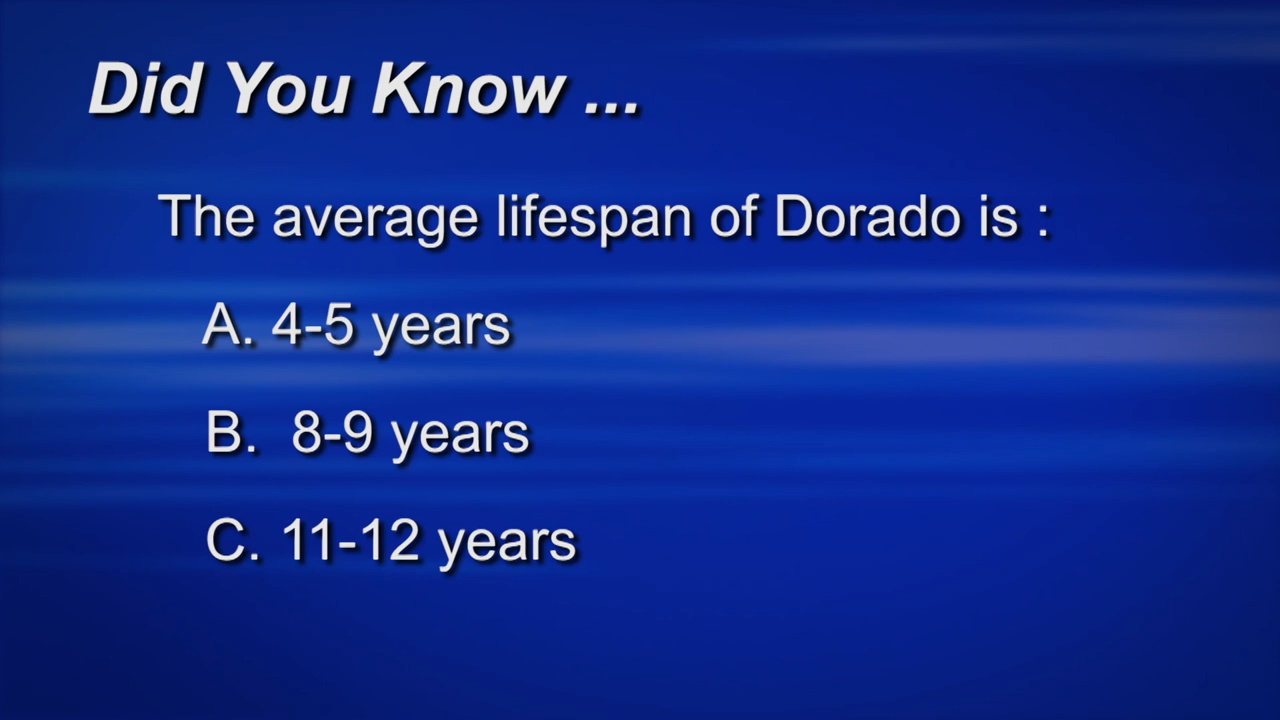 Did You Know ...
The average lifespan of Dorado is :
A. 4-5 years
B. 8-9 years
C. 11-12 years